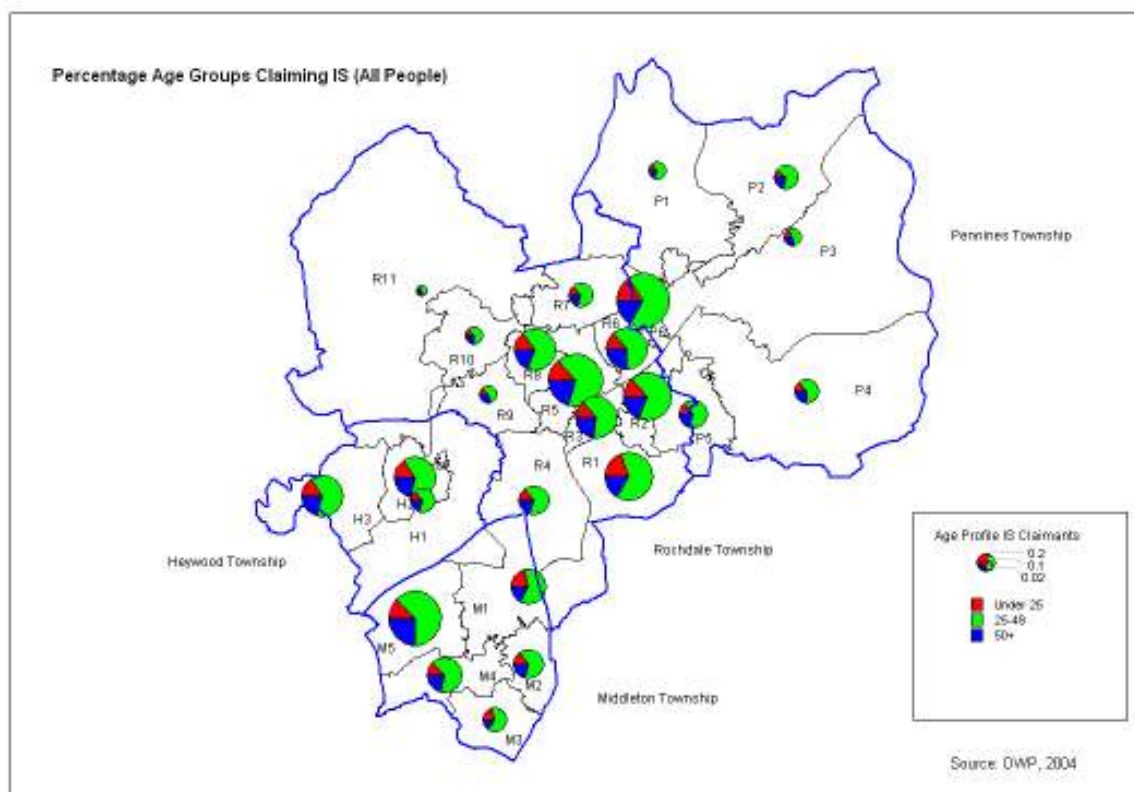 Percentage Age Groups Claiming IS (All People)
P1
P2
P3
Pennines Township
R11
R7
R6
R10
R8
P4
R9
R5
R3
R2
P5
R4
R1
H3
H1
Heywood Township
Rochdale Township
M1
M5
M4
M2
M3
Middleton Township
Age Profile IS Claimants
0.2
0.1
0.02
Under 25
25-49
50+
Source: DWP, 2004